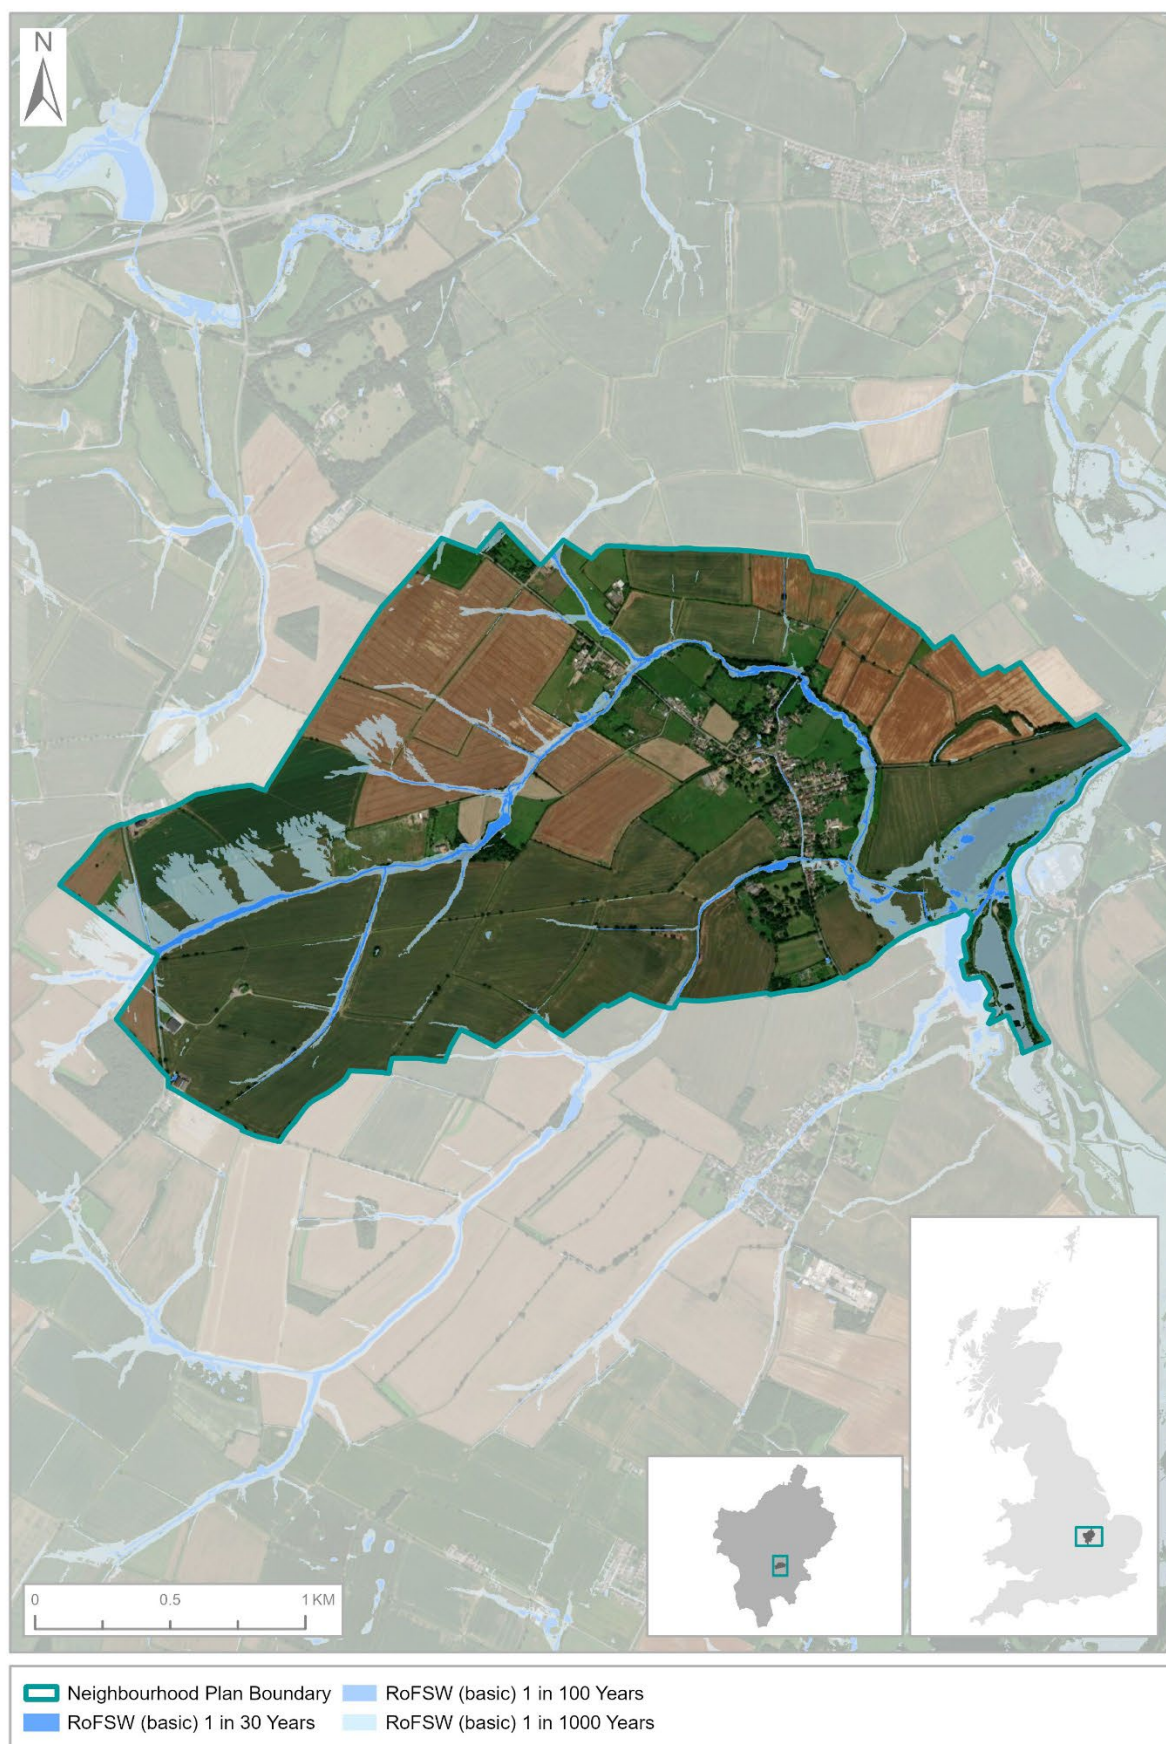 N
0 0.5 1 KM
Neighbourhood Plan Boundary
RoFSW (basic) 1 in 100 Years
RoFSW (basic) 1 in 30 Years
RoFSW (basic) 1 in 1000 Years